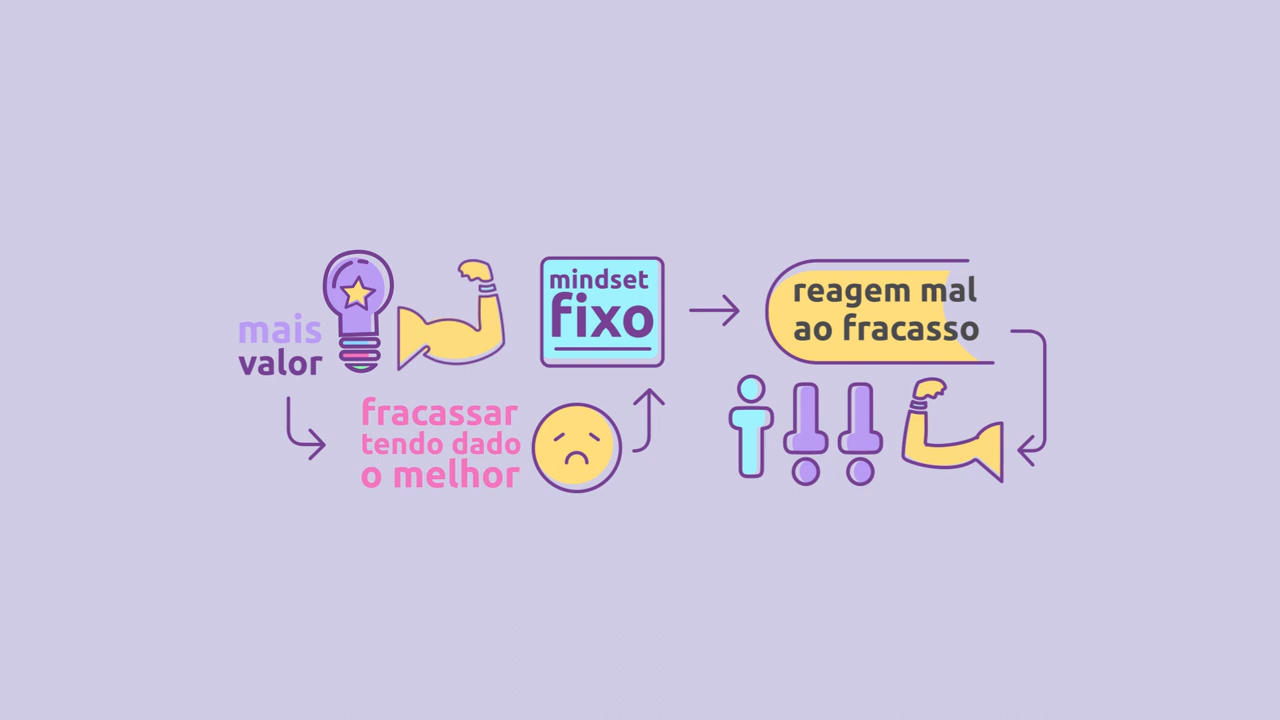 mais
valor
fracassar
tendo dado
o melhor
mindset
fixo
reagem mal
ao fracasso